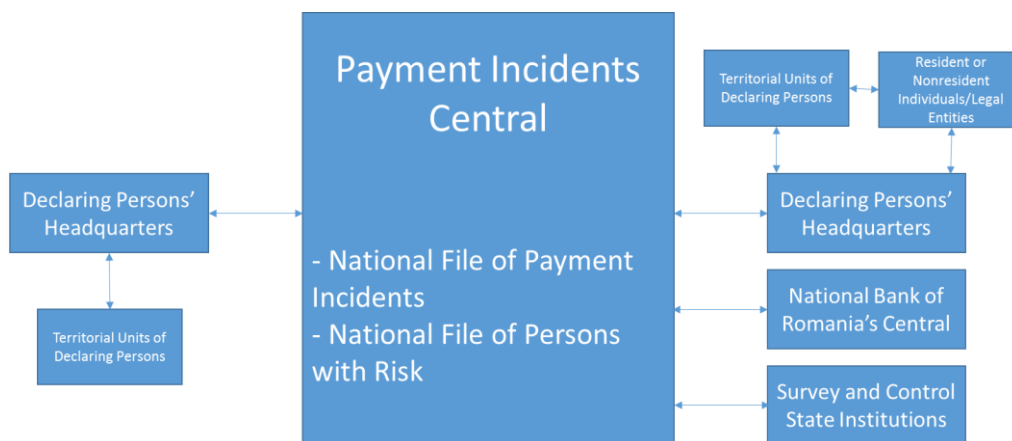 Payment Incidents
Central
- National File of Payment
Incidents
- National File of Persons
with Risk
Declaring Persons’
Headquarters
Territorial Units of
Declaring Persons
Territorial Units of
Declaring Persons
Resident or
Nonresident
Individuals/Legal
Entities
Declaring Persons’
Headquarters
National Bank of
Romania’s Central
Survey and Control
State Institutions